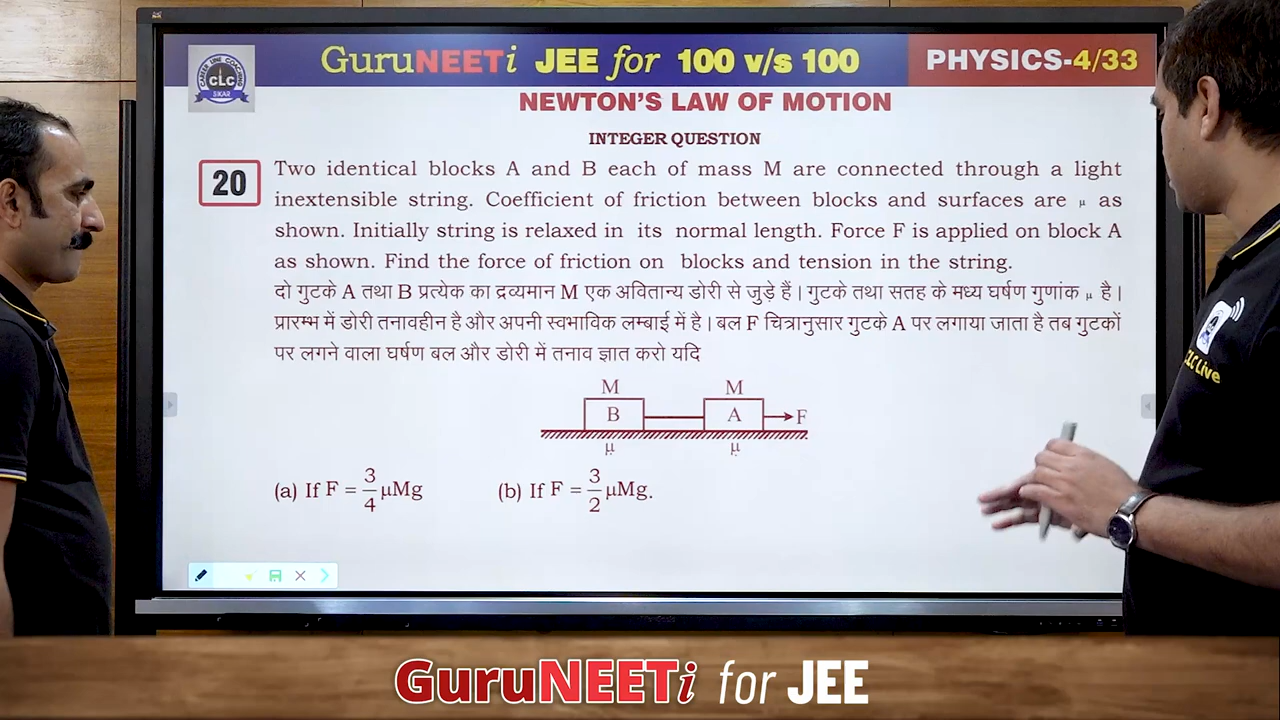 GuruNEETi JEE for 100 v/s 100
PHYSICS-4/33
CAREER LINE COACHING
CLC
SIKAR
NEWTON'S LAW OF MOTION
INTEGER QUESTION
20
Two identical blocks A and B each of mass M are connected through a light
inextensible string. Coefficient of friction between blocks and surfaces are μ as
shown. Initially string is relaxed in its normal length. Force F is applied on block A
as shown. Find the force of friction on blocks and tension in the string.
दो गुटके A तथा B प्रत्येक का द्रव्यमान M एक अवितान्य डोरी से जुड़े हैं। गुटके तथा सतह के मध्य घर्षण गुणांक μ है।
प्रारम्भ में डोरी तनावहीन है और अपनी स्वभाविक लम्बाई में है। बल F चित्रानुसार गुटके A पर लगाया जाता है तब गुटकों
पर लगने वाला घर्षण बल और डोरी में तनाव ज्ञात करो यदि
M M
B A F
μ μ
(a) If F = 3/4 μMg (b) If F = 3/2 μMg.
CLC Live
GuruNEETi for JEE